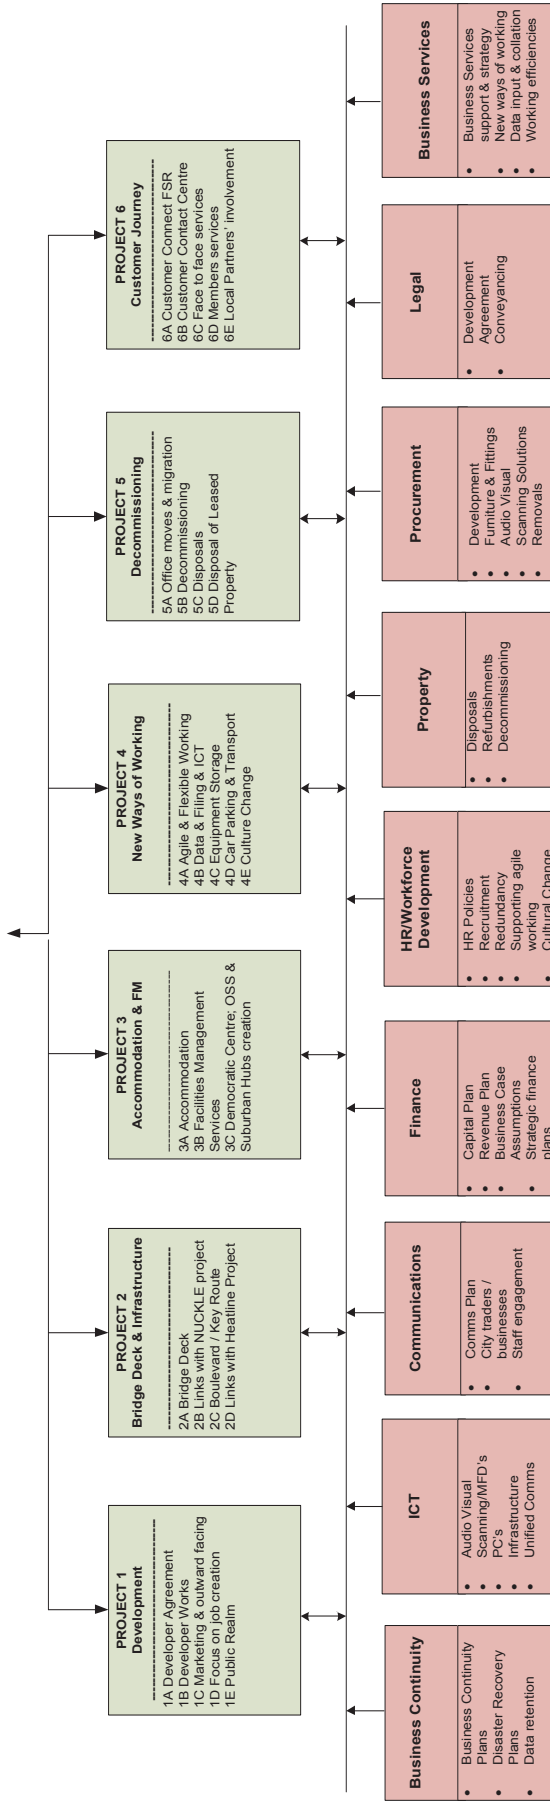 PROJECT 1
Development
1A Developer Agreement
1B Developer Works
1C Marketing & outward facing
1D Focus on job creation
1E Public Realm
PROJECT 2
Bridge Deck & Infrastructure
2A Bridge Deck
2B Links with NUCKLE project
2C Boulevard / Key Route
2D Links with Heatline Project
PROJECT 3
Accommodation & FM
3A Accommodation
3B Facilities Management
Services
3C Democratic Centre; OSS &
Suburban Hubs creation
PROJECT 4
New Ways of Working
4A Agile & Flexible Working
4B Data & Filing & ICT
4C Equipment Storage
4D Car Parking & Transport
4E Culture Change
PROJECT 5
Decommissioning
5A Office moves & migration
5B Decommissioning
5C Disposals
5D Disposal of Leased
Property
PROJECT 6
Customer Journey
6A Customer Connect FSR
6B Customer Contact Centre
6C Face to face services
6D Members services
6E Local Partners' involvement
Business Continuity
• Business Continuity
Plans
• Disaster Recovery
Plans
• Data retention
ICT
• Audio Visual
• Scanning/MFD's
• PC's
• Infrastructure
• Unified Comms
Communications
• Comms Plan
• City traders /
businesses
• Staff engagement
Finance
• Capital Plan
• Revenue Plan
• Business Case
Assumptions
• Strategic finance
plans
HR/Workforce
Development
• HR Policies
• Recruitment
• Redundancy
• Supporting agile
working
• Cultural Change
Property
• Disposals
• Refurbishments
• Decommissioning
Procurement
• Development
• Furniture & Fittings
• Audio Visual
• Scanning Solutions
• Removals
Legal
• Development
Agreement
• Conveyancing
Business Services
• Business Services
support & strategy
• New ways of working
• Data input & collation
• Working efficiencies